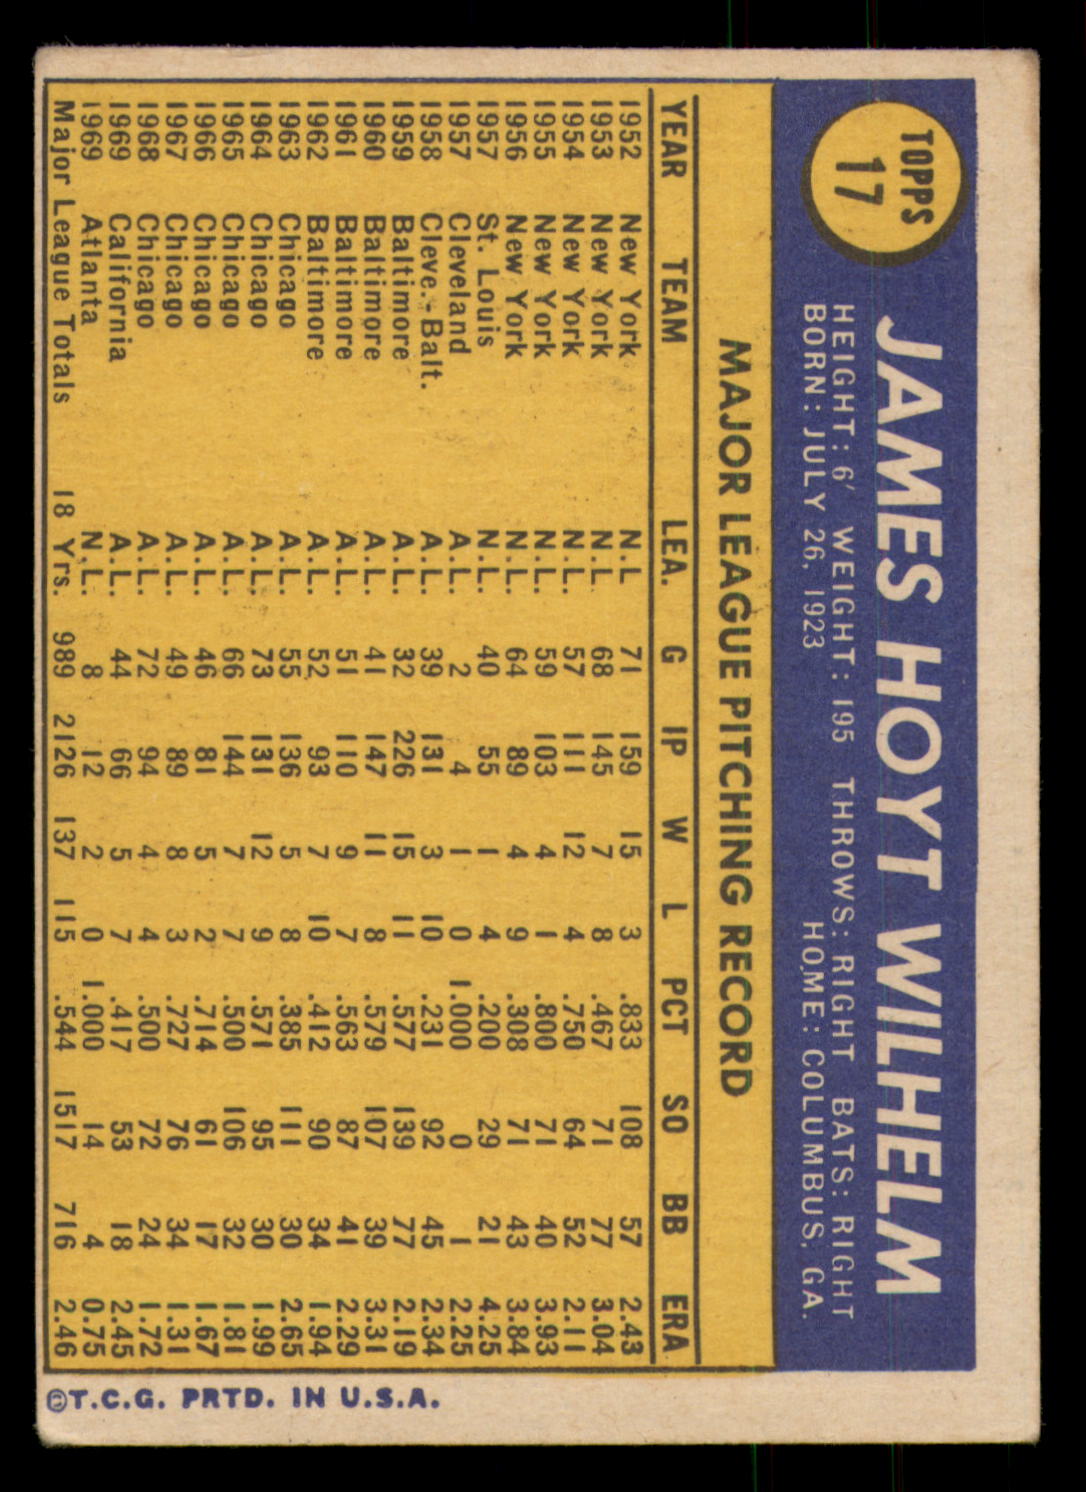 TOPPS
17
JAMES HOYT WILHELM
HEIGHT: 6' WEIGHT: 195 THROWS: RIGHT BATS: RIGHT
BORN: JULY 26, 1923 HOME: COLUMBUS, GA.
MAJOR LEAGUE PITCHING RECORD
YEAR TEAM LEA. G IP W L PCT SO BB ERA
1952 New York N.L 71 159 15 3 .833 108 57 2.43
1953 New York N.L. 68 145 7 8 .467 71 77 3.04
1954 New York N.L. 57 111 12 4 .750 64 52 2.11
1955 New York N.L. 59 103 4 1 .800 71 40 3.93
1956 New York N.L. 64 89 4 9 .308 71 43 3.84
1957 St. Louis N.L. 40 55 1 4 .200 29 21 4.25
1957 Cleveland A.L. 2 4 1 0 1.000 0 1 2.25
1958 Cleve.-Balt. A.L. 39 131 3 10 .231 92 45 2.34
1959 Baltimore A.L. 32 226 15 11 .577 139 77 2.19
1960 Baltimore A.L. 41 147 11 8 .579 107 39 3.31
1961 Baltimore A.L. 51 110 9 7 .563 87 41 2.29
1962 Baltimore A.L. 52 93 7 10 .412 90 34 1.94
1963 Chicago A.L. 55 136 5 8 .385 111 30 2.65
1964 Chicago A.L. 73 131 12 9 .571 95 30 1.99
1965 Chicago A.L. 66 144 7 7 .500 106 32 1.81
1966 Chicago A.L. 46 81 5 2 .714 61 17 1.67
1967 Chicago A.L. 49 89 8 3 .727 76 34 1.31
1968 Chicago A.L. 72 94 4 4 .500 72 24 1.72
1969 California A.L. 44 66 5 7 .417 53 18 2.45
1969 Atlanta N.L. 8 12 2 0 1.000 14 4 0.75
Major League Totals 18 Yrs. 989 2126 137 115 .544 1517 716 2.46
©T.C.G. PRTD. IN U.S.A.